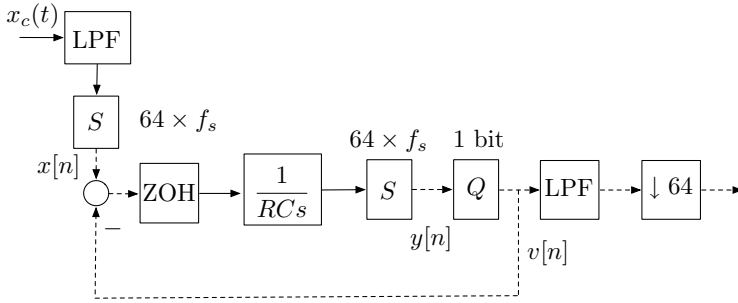 x_c(t)
LPF
S
64 × f_s
x[n]
−
ZOH
1
RCs
64 × f_s
S
y[n]
1 bit
Q
v[n]
LPF
↓ 64